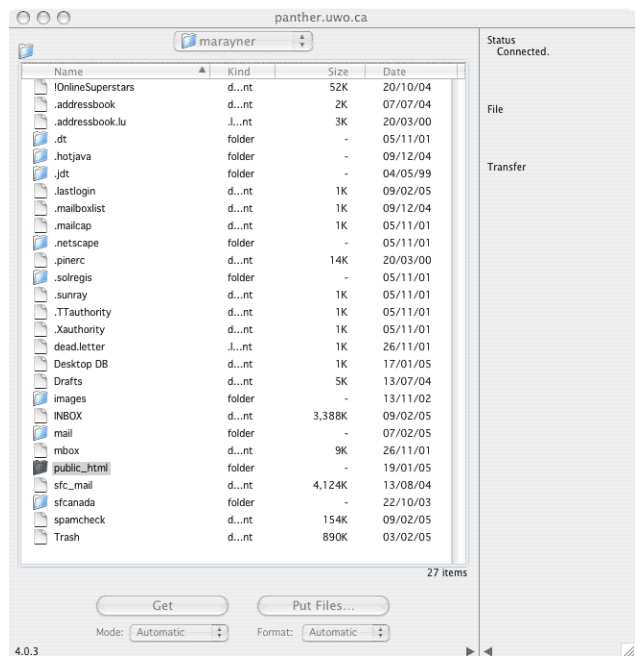 panther.uwo.ca
marayner
Name Kind Size Date
!OnlineSuperstars d...nt 52K 20/10/04
.addressbook d...nt 2K 07/07/04
.addressbook.lu .l...nt 3K 20/03/00
.dt folder - 05/11/01
.hotjava folder - 09/12/04
.jdt folder - 04/05/99
.lastlogin d...nt 1K 09/02/05
.mailboxlist d...nt 1K 09/12/04
.mailcap d...nt 1K 05/11/01
.netscape folder - 05/11/01
.pinerc d...nt 14K 20/03/00
.solregis folder - 05/11/01
.sunray d...nt 1K 05/11/01
.TTauthority d...nt 1K 05/11/01
.Xauthority d...nt 1K 05/11/01
dead.letter .l...nt 1K 26/11/01
Desktop DB d...nt 1K 17/01/05
Drafts d...nt 5K 13/07/04
images folder - 13/11/02
INBOX d...nt 3,388K 09/02/05
mail folder - 07/02/05
mbox d...nt 9K 26/11/01
public_html folder - 19/01/05
sfc_mail d...nt 4,124K 13/08/04
sfcanada folder - 22/10/03
spamcheck d...nt 154K 09/02/05
Trash d...nt 890K 03/02/05
27 items
Get Put Files...
Mode: Automatic Format: Automatic
4.0.3
Status
Connected.
File
Transfer